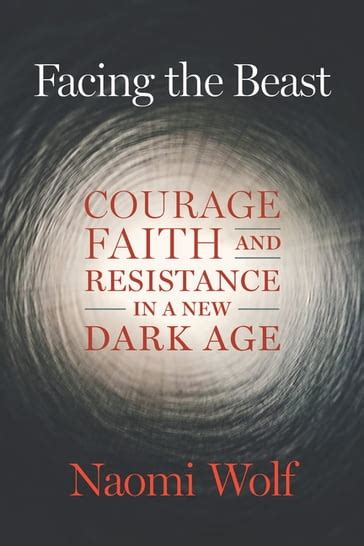 Facing the Beast
COURAGE
FAITH AND
RESISTANCE
IN A NEW
DARK AGE
Naomi Wolf